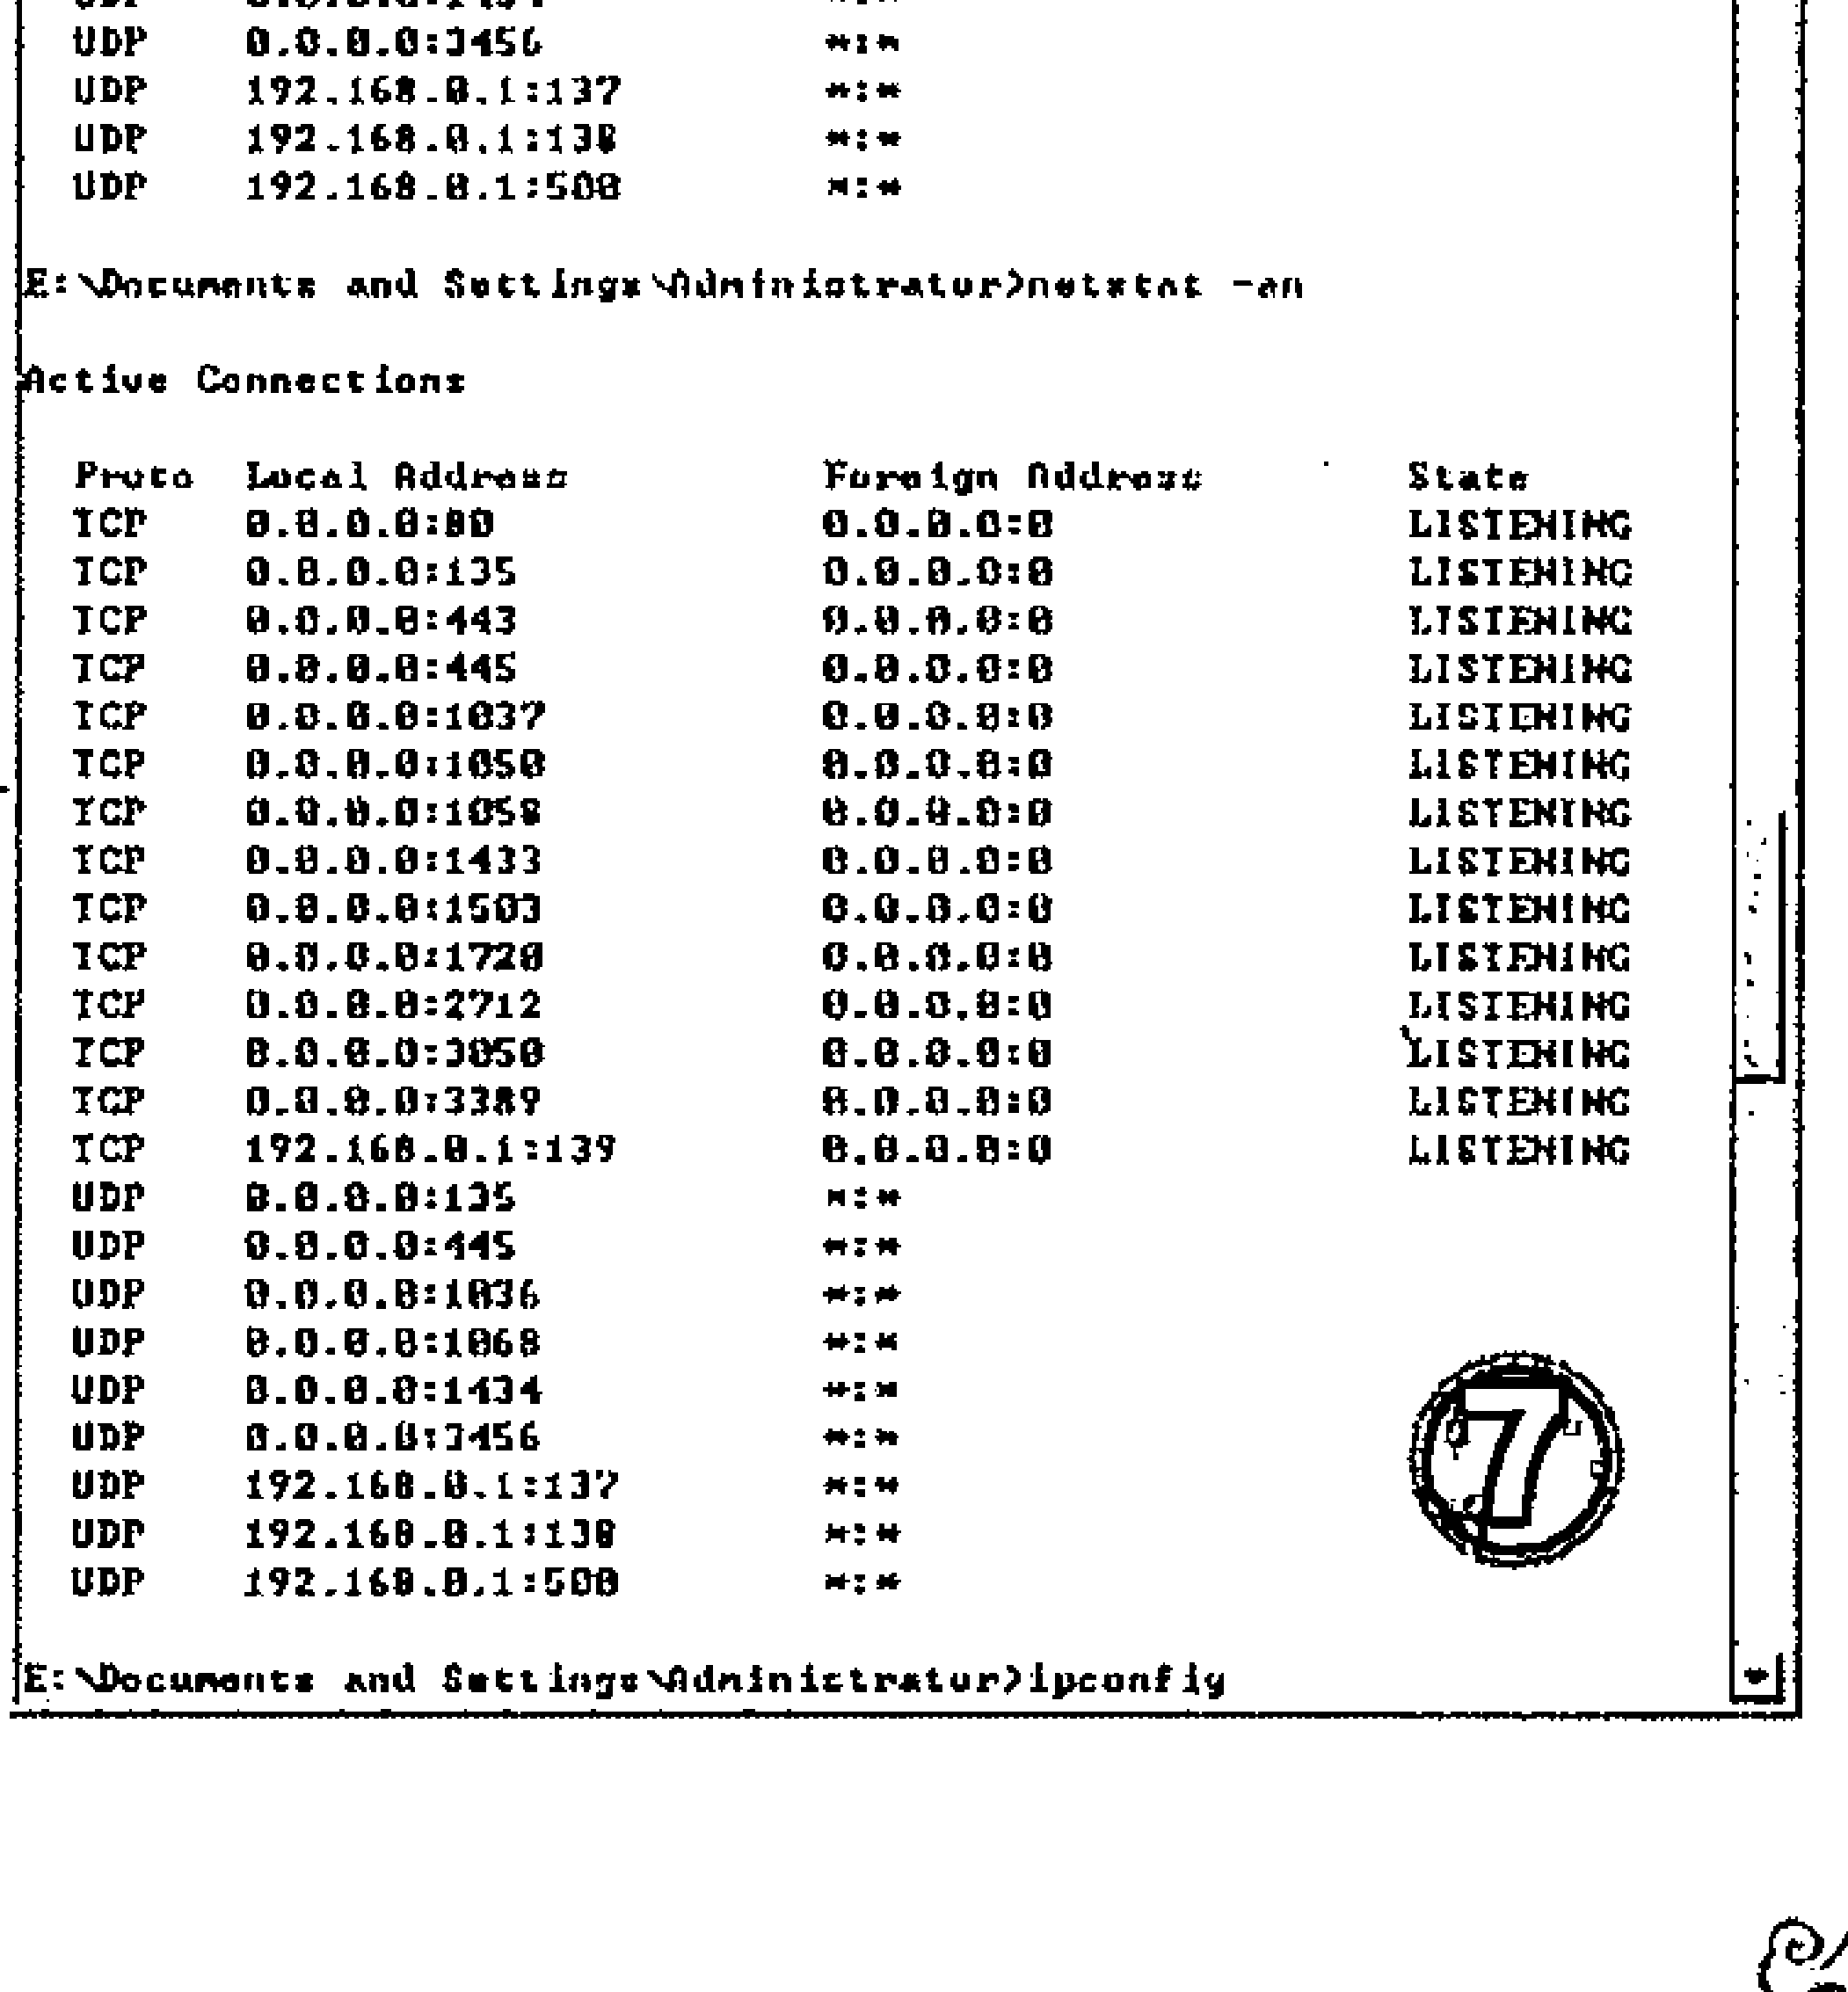 UDP 0.0.0.0:3456 *:*
UDP 192.168.0.1:137 *:*
UDP 192.168.0.1:138 *:*
UDP 192.168.0.1:500 *:*
E:\Documents and Settings\Administrator>netstat -an
Active Connections
Proto Local Address Foreign Address State
TCP 0.0.0.0:80 0.0.0.0:0 LISTENING
TCP 0.0.0.0:135 0.0.0.0:0 LISTENING
TCP 0.0.0.0:443 0.0.0.0:0 LISTENING
TCP 0.0.0.0:445 0.0.0.0:0 LISTENING
TCP 0.0.0.0:1037 0.0.0.0:0 LISTENING
TCP 0.0.0.0:1050 0.0.0.0:0 LISTENING
TCP 0.0.0.0:1058 0.0.0.0:0 LISTENING
TCP 0.0.0.0:1433 0.0.0.0:0 LISTENING
TCP 0.0.0.0:1503 0.0.0.0:0 LISTENING
TCP 0.0.0.0:1720 0.0.0.0:0 LISTENING
TCP 0.0.0.0:2712 0.0.0.0:0 LISTENING
TCP 0.0.0.0:3050 0.0.0.0:0 LISTENING
TCP 0.0.0.0:3389 0.0.0.0:0 LISTENING
TCP 192.168.0.1:139 0.0.0.0:0 LISTENING
UDP 0.0.0.0:135 *:*
UDP 0.0.0.0:445 *:*
UDP 0.0.0.0:1036 *:*
UDP 0.0.0.0:1068 *:*
UDP 0.0.0.0:1434 *:*
UDP 0.0.0.0:3456 *:*
UDP 192.168.0.1:137 *:*
UDP 192.168.0.1:138 *:*
UDP 192.168.0.1:500 *:*
7
E:\Documents and Settings\Administrator>ipconfig